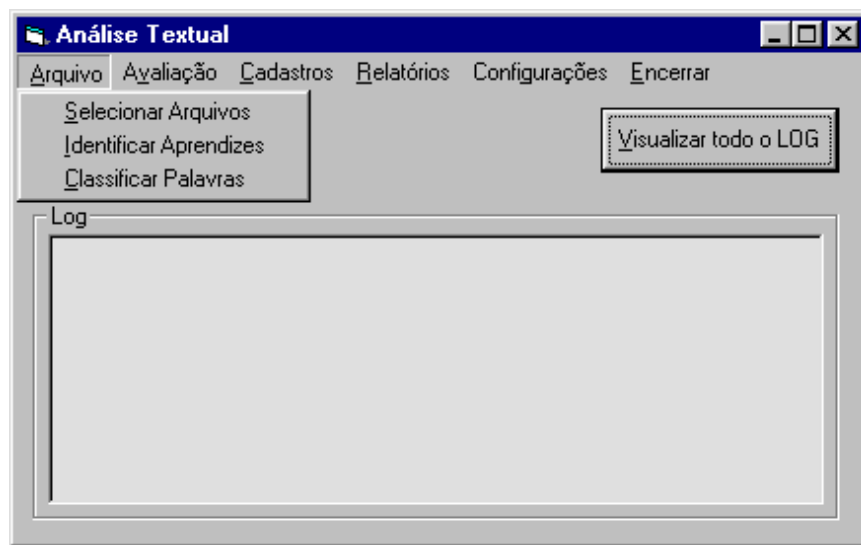 Análise Textual
Arquivo Avaliação Cadastros Relatórios Configurações Encerrar
Selecionar Arquivos
Identificar Aprendizes
Classificar Palavras
Visualizar todo o LOG
Log